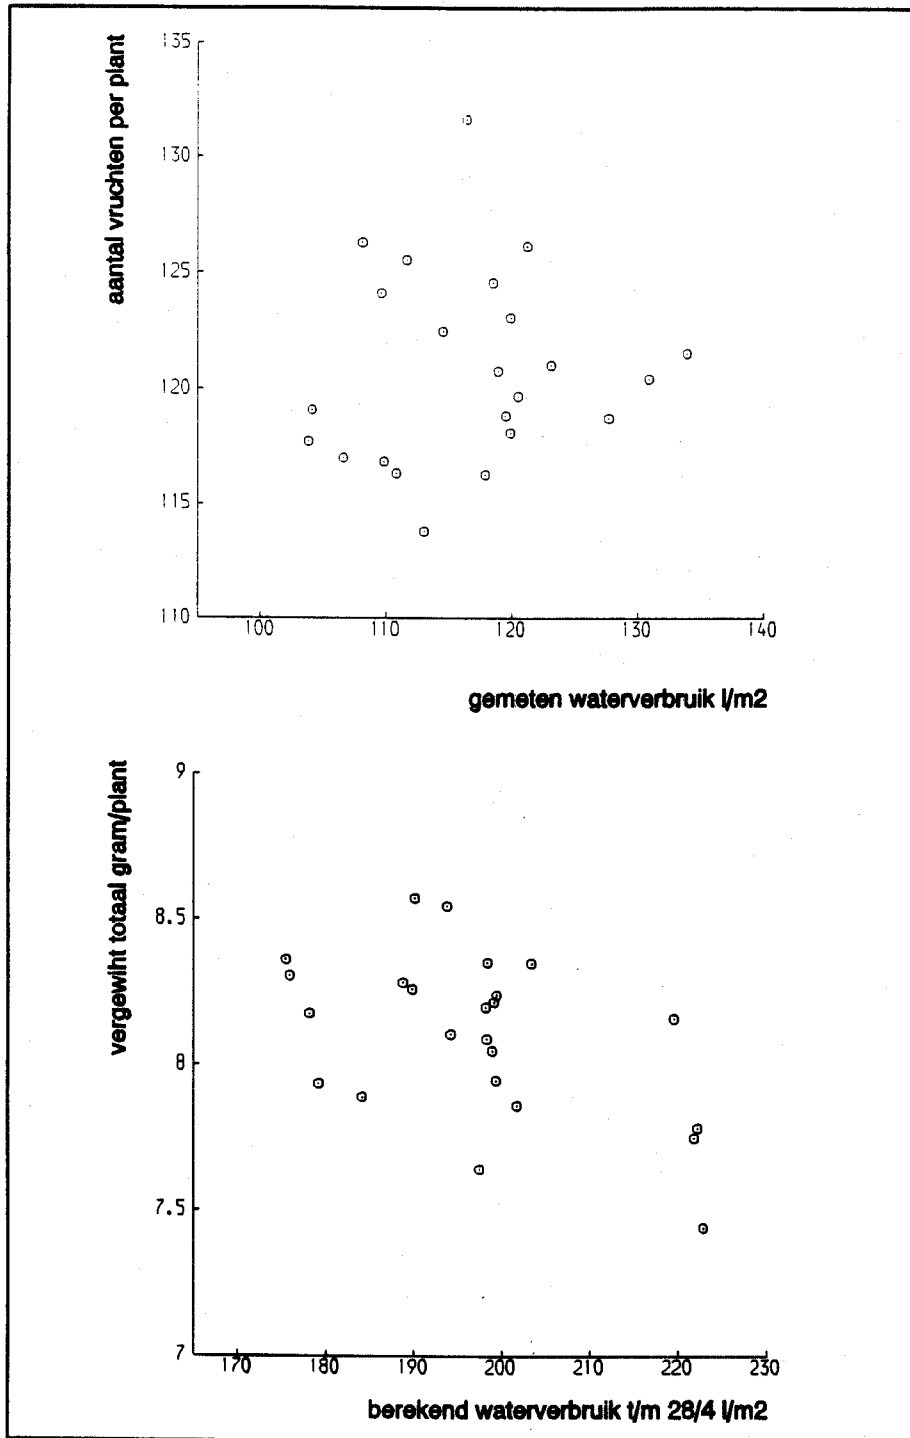 aantal vruchten per plant
135
130
125
120
115
110
100 110 120 130 140
gemeten waterverbruik l/m2
vergewiht totaal gram/plant
9
8.5
8
7.5
7
170 180 190 200 210 220 230
berekend waterverbruik t/m 28/4 l/m2